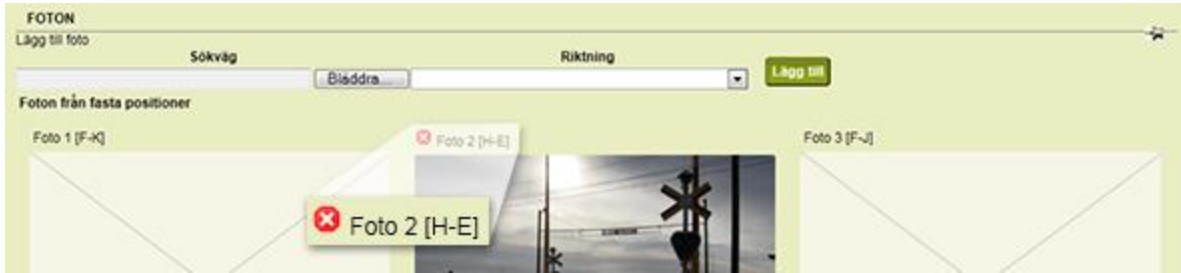 FOTON
Lägg till foto
Sökväg Riktning
Bläddra... Lägg till
Foton från fasta positioner
Foto 1 [F-K] Foto 2 [H-E] Foto 3 [F-J]
Foto 2 [H-E]